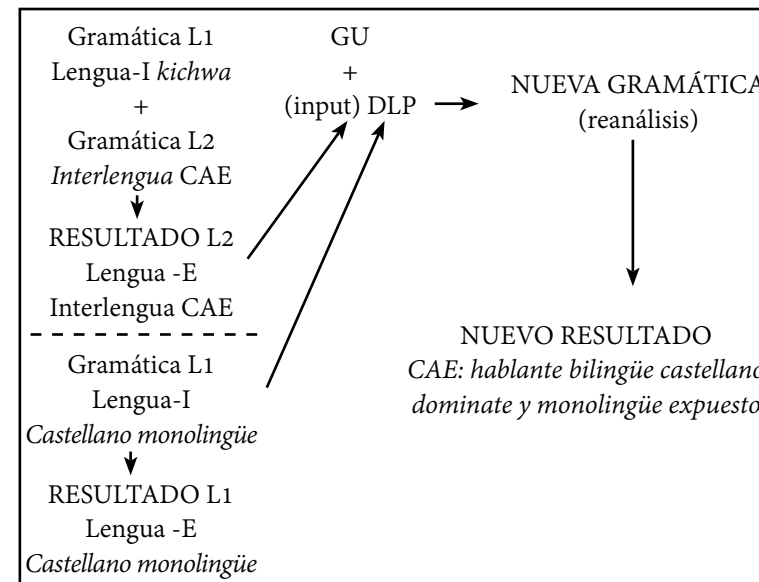 Gramática L1
Lengua-I kichwa
+
Gramática L2
Interlengua CAE
RESULTADO L2
Lengua -E
Interlengua CAE
Gramática L1
Lengua-I
Castellano monolingüe
RESULTADO L1
Lengua -E
Castellano monolingüe
GU
+
(input) DLP
NUEVA GRAMÁTICA
(reanálisis)
NUEVO RESULTADO
CAE: hablante bilingüe castellano
dominate y monolingüe expuesto